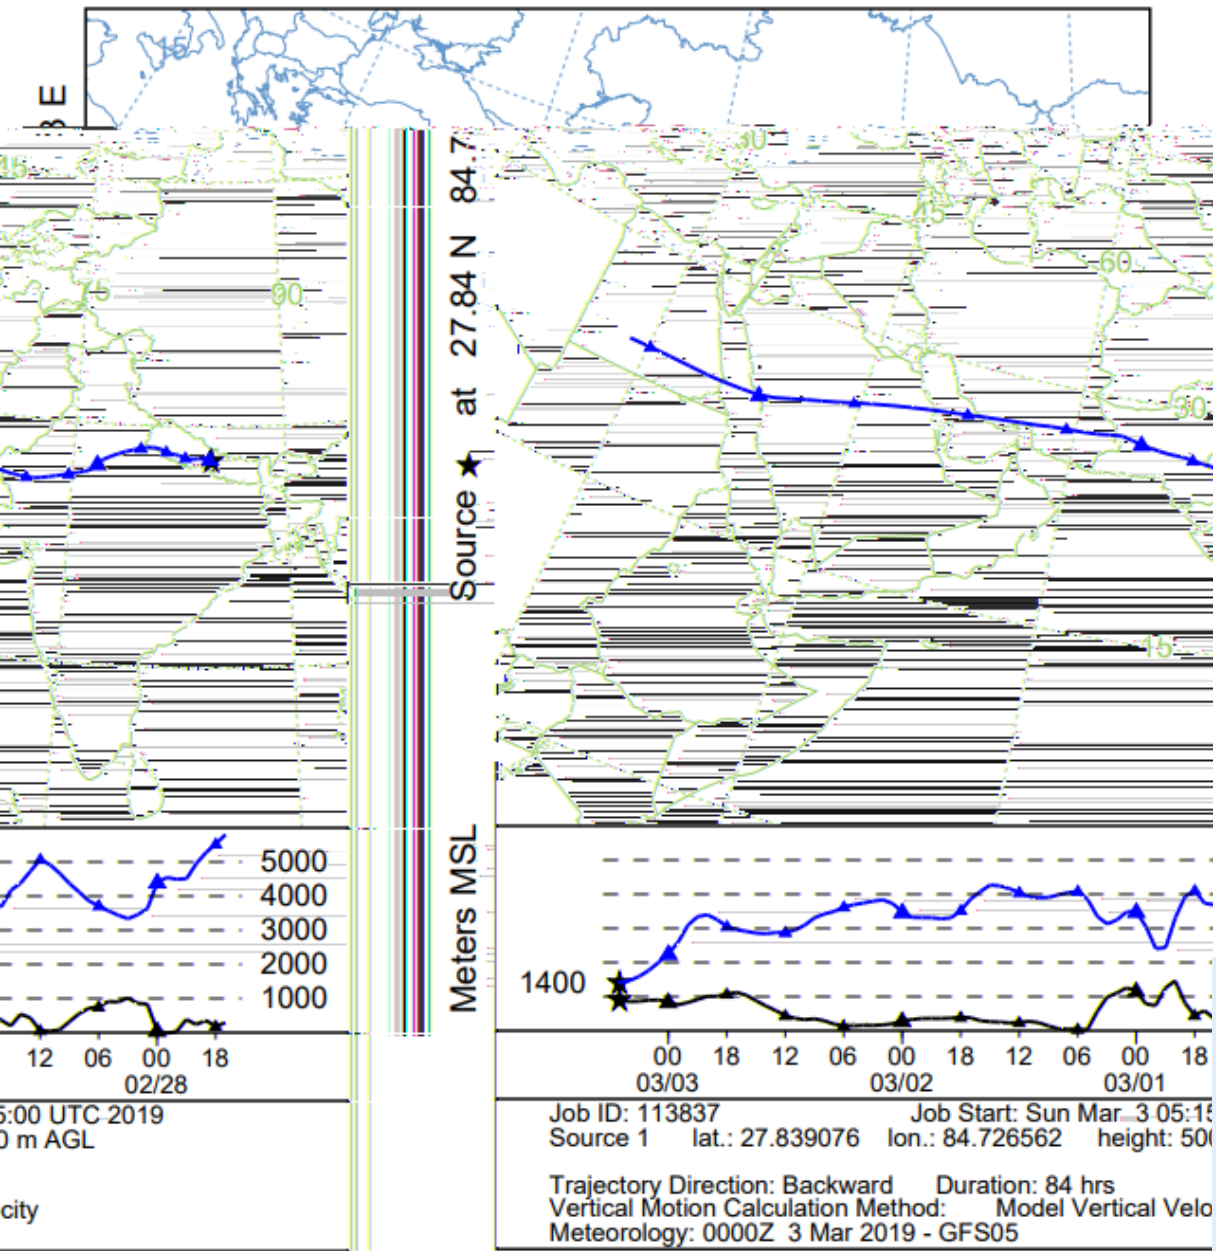 15
45
75
90
45
5000
4000
3000
2000
1000
12 06 00 18
02/28
5:00 UTC 2019
0 m AGL
city
Source ★ at 27.84 N 84.7
E
Meters MSL
30
45
60
30
15
1400
00 18 12 06 00 18 12 06 00 18
03/03 03/02 03/01
Job ID: 113837 Job Start: Sun Mar 3 05:15
Source 1 lat.: 27.839076 lon.: 84.726562 height: 500
Trajectory Direction: Backward Duration: 84 hrs
Vertical Motion Calculation Method: Model Vertical Velo
Meteorology: 0000Z 3 Mar 2019 - GFS05